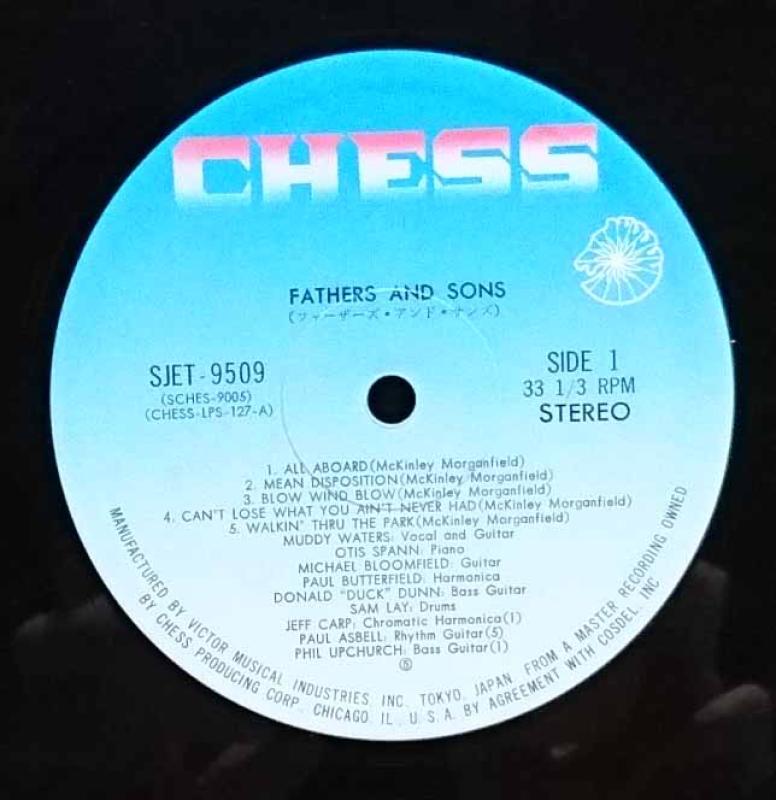 CHESS
FATHERS AND SONS
(ファーザーズ・アンド・サンズ)
SJET-9509
(SCHES-9005)
(CHESS-LPS-127-A)
SIDE 1
33 1/3 RPM
STEREO
1. ALL ABOARD(McKinley Morganfield)
2. MEAN DISPOSITION(McKinley Morganfield)
3. BLOW WIND BLOW(McKinley Morganfield)
4. CAN'T LOSE WHAT YOU AIN'T NEVER HAD(McKinley Morganfield)
5. WALKIN' THRU THE PARK(McKinley Morganfield)
MUDDY WATERS: Vocal and Guitar
OTIS SPANN: Piano
MICHAEL BLOOMFIELD: Guitar
PAUL BUTTERFIELD: Harmonica
DONALD "DUCK" DUNN: Bass Guitar
SAM LAY: Drums
JEFF CARP: Chromatic Harmonica(1)
PAUL ASBELL: Rhythm Guitar(5)
PHIL UPCHURCH: Bass Guitar(1)
MANUFACTURED BY VICTOR MUSICAL INDUSTRIES, INC. TOKYO, JAPAN. FROM A MASTER RECORDING OWNED
BY CHESS PRODUCING CORP., CHICAGO, IL., U.S.A. BY AGREEMENT WITH COSDEL, INC.